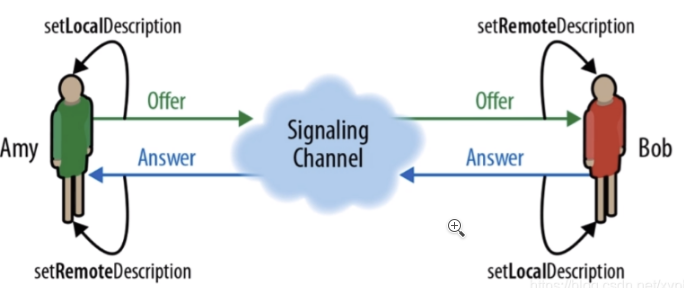 setLocalDescription
setRemoteDescription
Offer
Offer
Signaling
Channel
Amy
Bob
Answer
Answer
setRemoteDescription
setLocalDescription